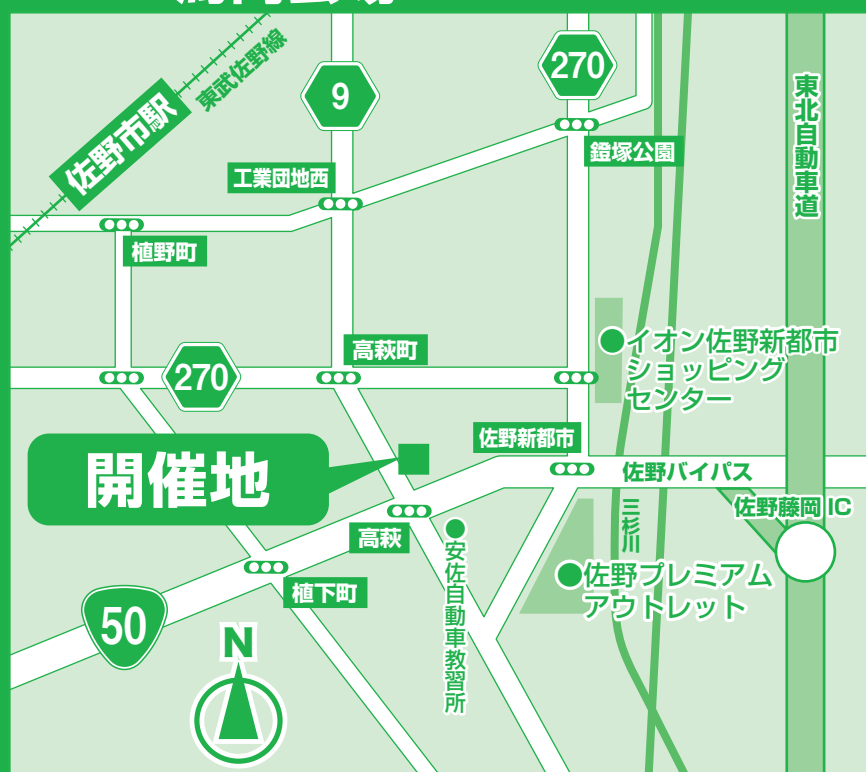 東武佐野線
佐野市駅
9
270
東北自動車道
鐙塚公園
工業団地西
植野町
高萩町
270
イオン佐野新都市
ショッピング
センター
佐野新都市
開催地
佐野バイパス
三杉川
佐野藤岡IC
高萩
安佐自動車教習所
佐野プレミアム
アウトレット
植下町
50
N